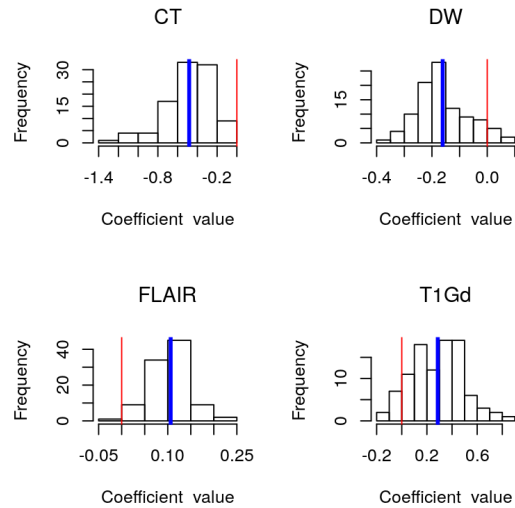 CT
Frequency
0 15 30
-1.4 -0.8 -0.2
Coefficient value
DW
Frequency
0 15
-0.4 -0.2 0.0
Coefficient value
FLAIR
Frequency
0 20 40
-0.05 0.10 0.25
Coefficient value
T1Gd
Frequency
0 10
-0.2 0.2 0.6
Coefficient value